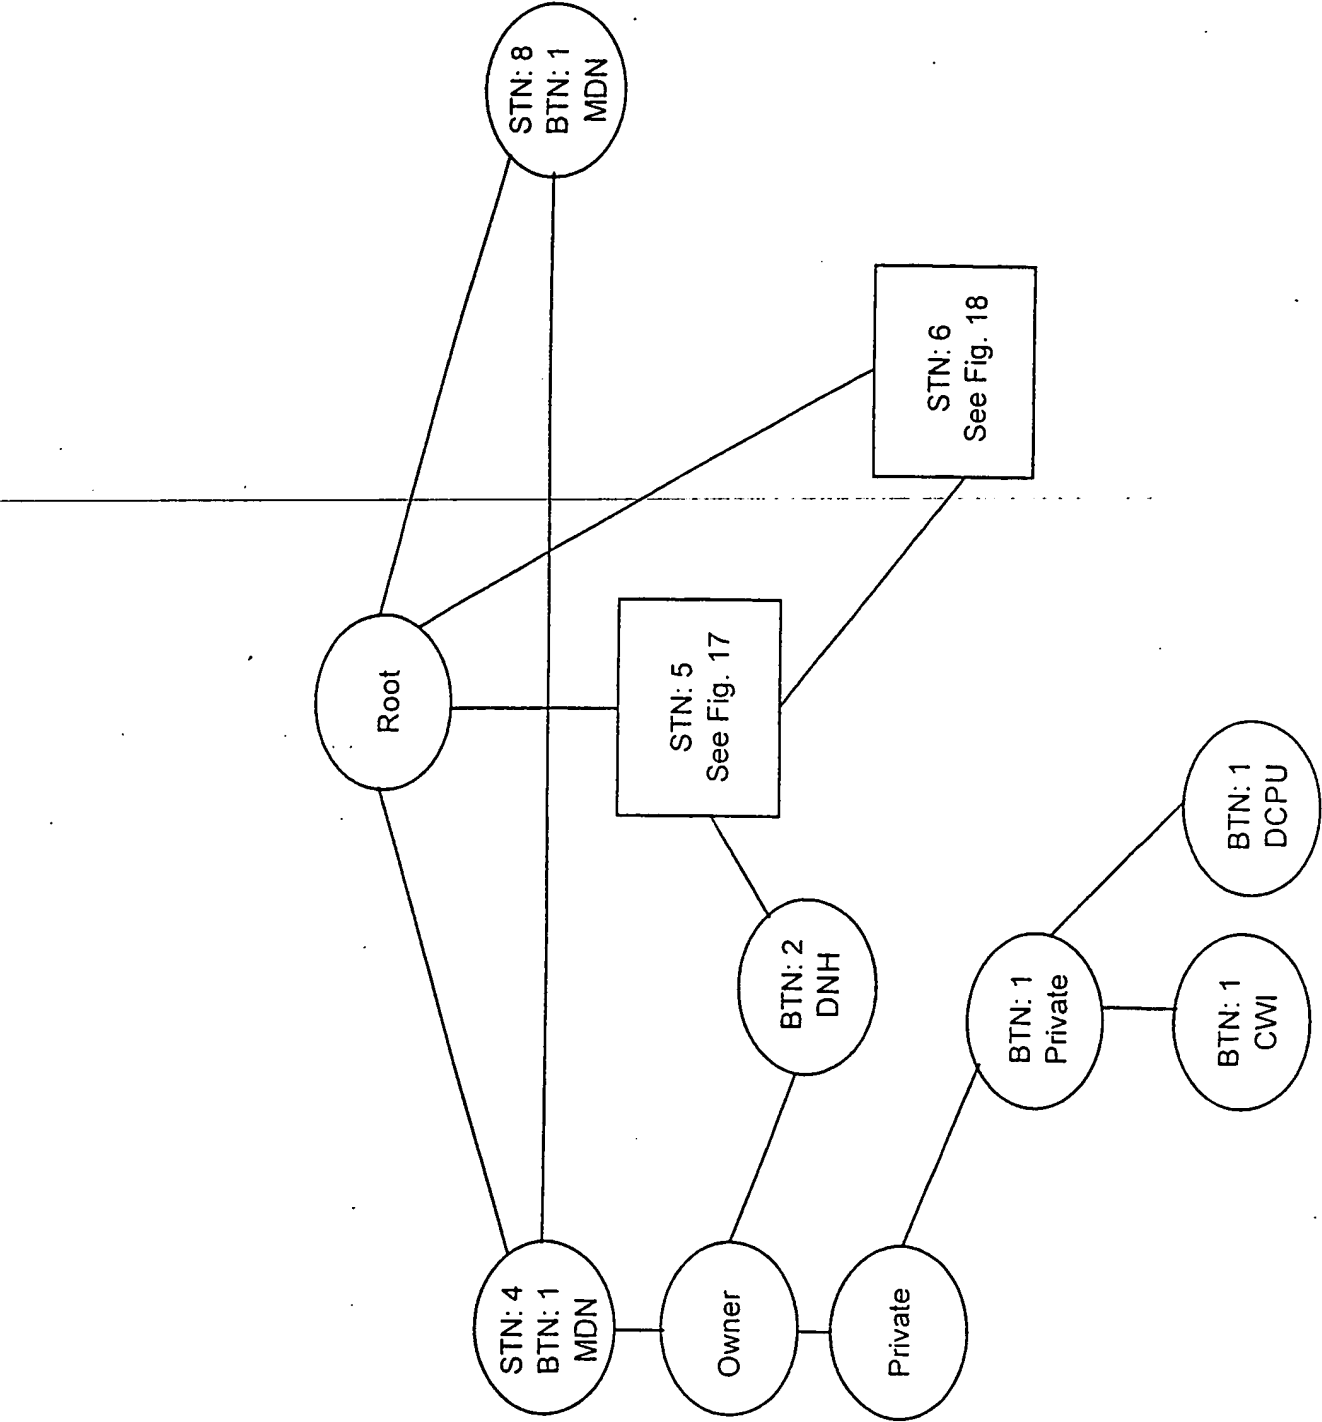 Root
STN: 4
BTN: 1
MDN
STN: 8
BTN: 1
MDN
Owner
BTN: 2
DNH
STN: 5
See Fig. 17
STN: 6
See Fig. 18
Private
BTN: 1
Private
BTN: 1
CWI
BTN: 1
DCPU